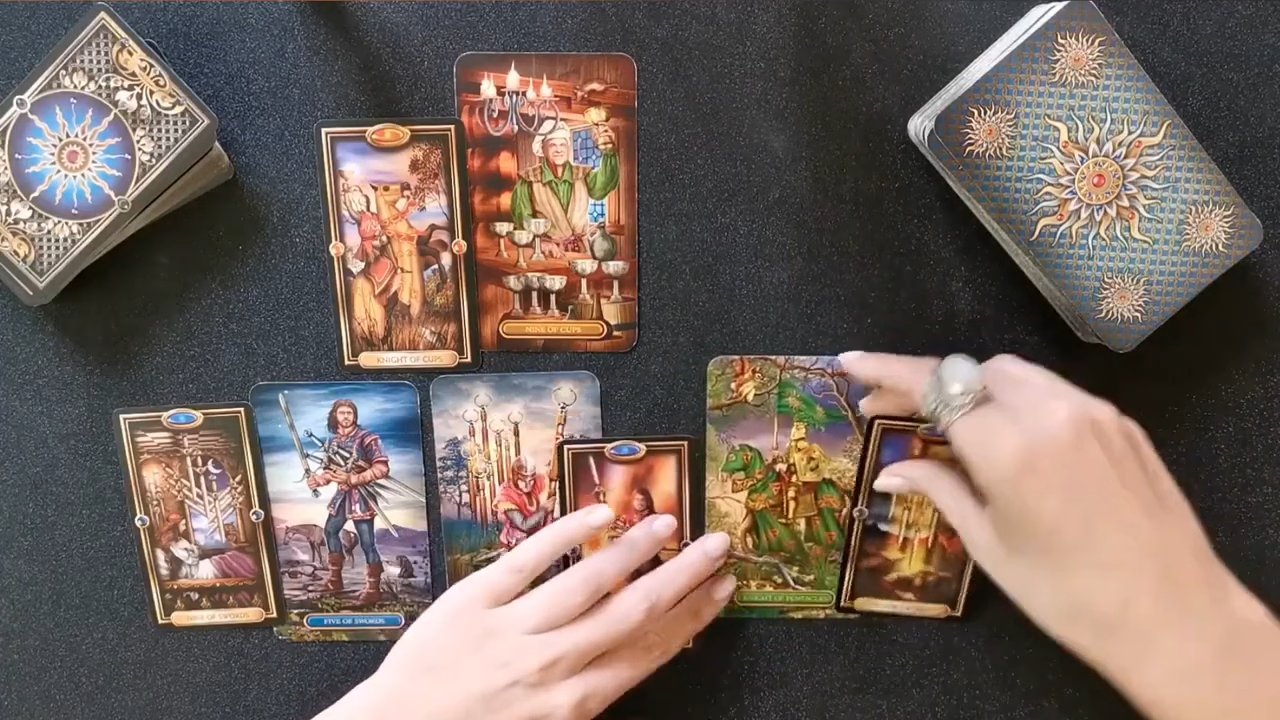 NINE OF CUPS
KNIGHT OF CUPS
NINE OF SWORDS
FIVE OF SWORDS
KNIGHT OF PENTACLES